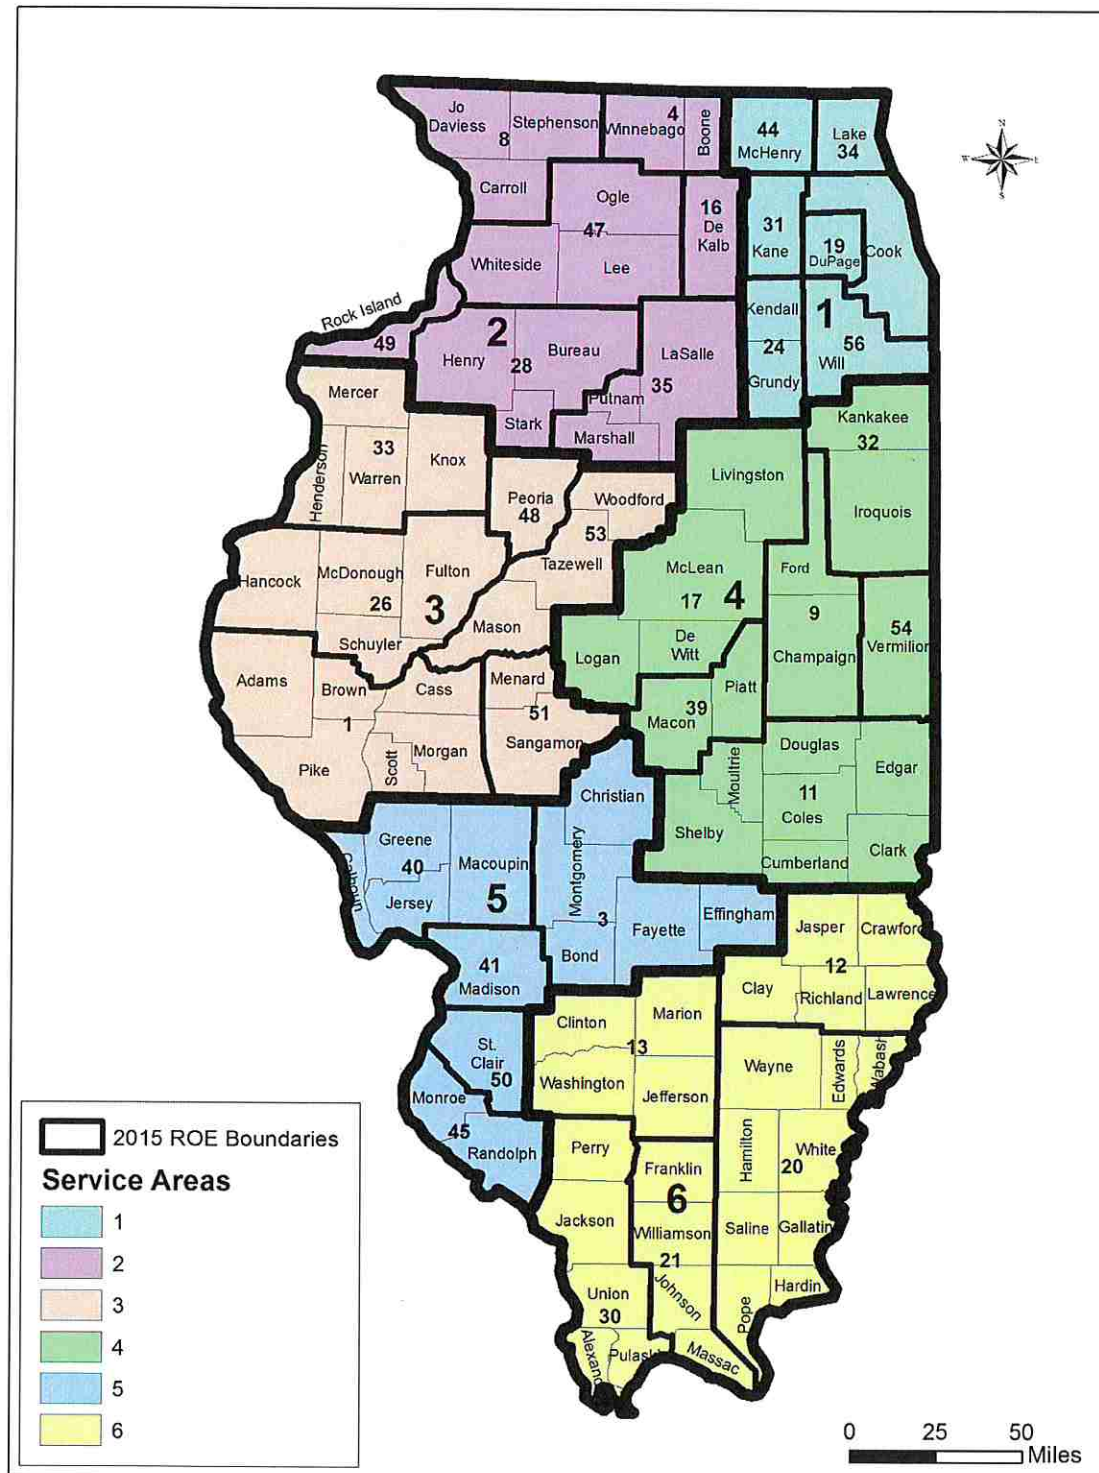 N
W E
S
Jo
Daviess
8
Stephenson
4
Winnebago
Boone
44
McHenry
Lake
34
Carroll
Ogle
47
16
De
Kalb
31
Kane
19
DuPage
Cook
Whiteside
Lee
Rock Island
49
2
Henry
28
Bureau
LaSalle
35
Kendall
24
Grundy
1
56
Will
Putnam
Stark
Marshall
Mercer
33
Henderson
Warren
Knox
Kankakee
32
Iroquois
Peoria
48
Woodford
53
Tazewell
Livingston
Hancock
McDonough
26
Fulton
3
McLean
17
4
Ford
9
Champaign
54
Vermilion
Schuyler
Mason
Logan
De
Witt
Adams
Brown
Cass
Menard
51
Sangamon
Macon
39
Piatt
1
Pike
Scott
Morgan
Douglas
Moultrie
Edgar
11
Coles
Christian
Shelby
Cumberland
Clark
Calhoun
Greene
40
Jersey
Macoupin
5
Montgomery
3
Bond
Fayette
Effingham
Jasper
Crawford
12
41
Madison
Clay
Richland
Lawrence
Clinton
Marion
13
Washington
Jefferson
St.
Clair
50
Wayne
Edwards
Wabash
Monroe
45
Randolph
Perry
Franklin
6
Hamilton
White
20
Jackson
Williamson
21
Saline
Gallatin
Union
30
Johnson
Pope
Hardin
Alexand
Pulaski
Massac
2015 ROE Boundaries
Service Areas
1
2
3
4
5
6
0 25 50
Miles